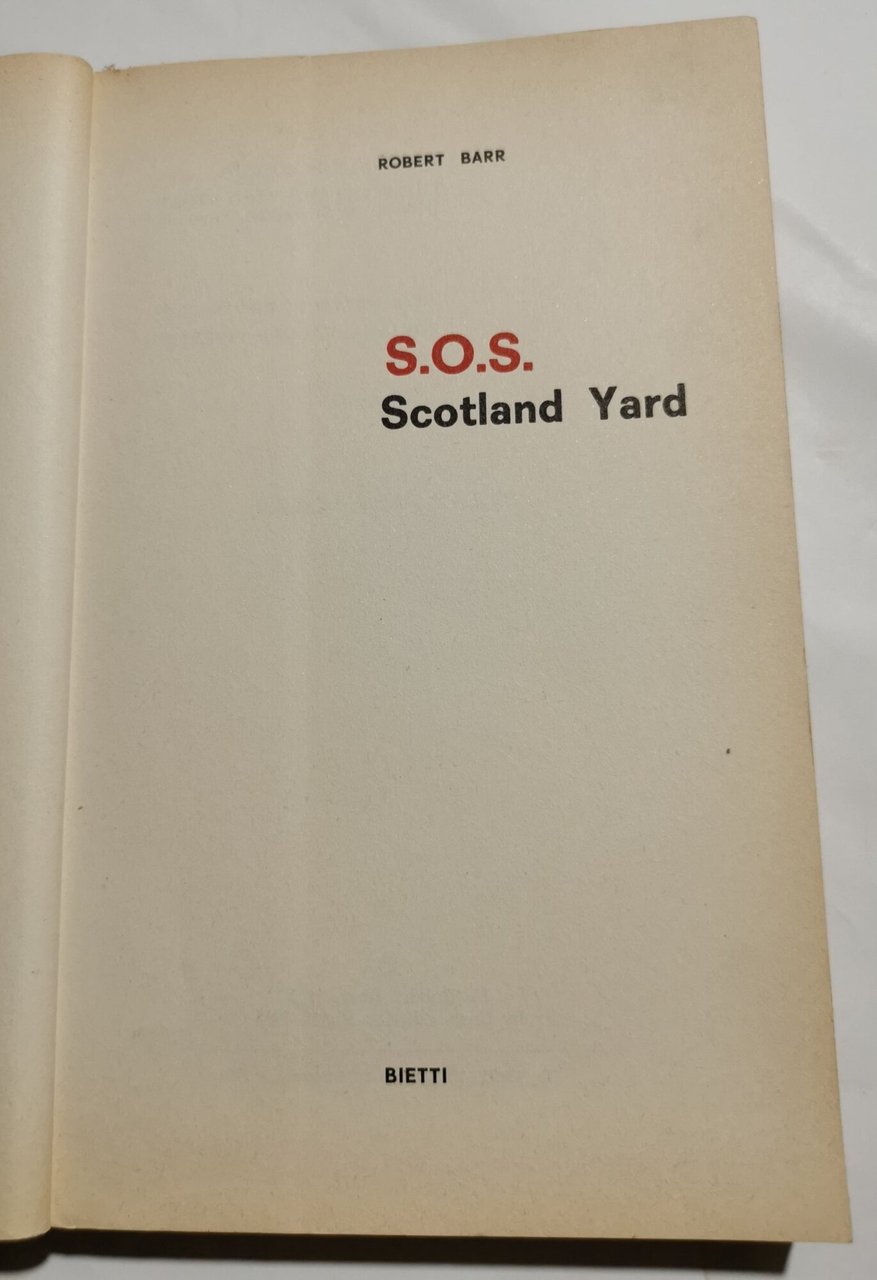 ROBERT BARR
S.O.S.
Scotland Yard
BIETTI